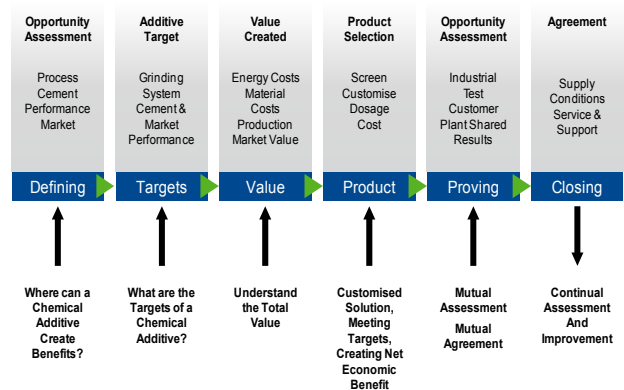 Opportunity
Assessment
Process
Cement
Performance
Market
Additive
Target
Grinding
System
Cement &
Market
Performance
Value
Created
Energy Costs
Material
Costs
Production
Market Value
Product
Selection
Screen
Customise
Dosage
Cost
Opportunity
Assessment
Industrial
Test
Customer
Plant Shared
Results
Agreement
Supply
Conditions
Service &
Support
Defining
Targets
Value
Product
Proving
Closing
Where can a
Chemical
Additive
Create
Benefits?
What are the
Targets of a
Chemical
Additive?
Understand
the Total
Value
Customised
Solution,
Meeting
Targets,
Creating Net
Economic
Benefit
Mutual
Assessment
Mutual
Agreement
Continual
Assessment
And
Improvement